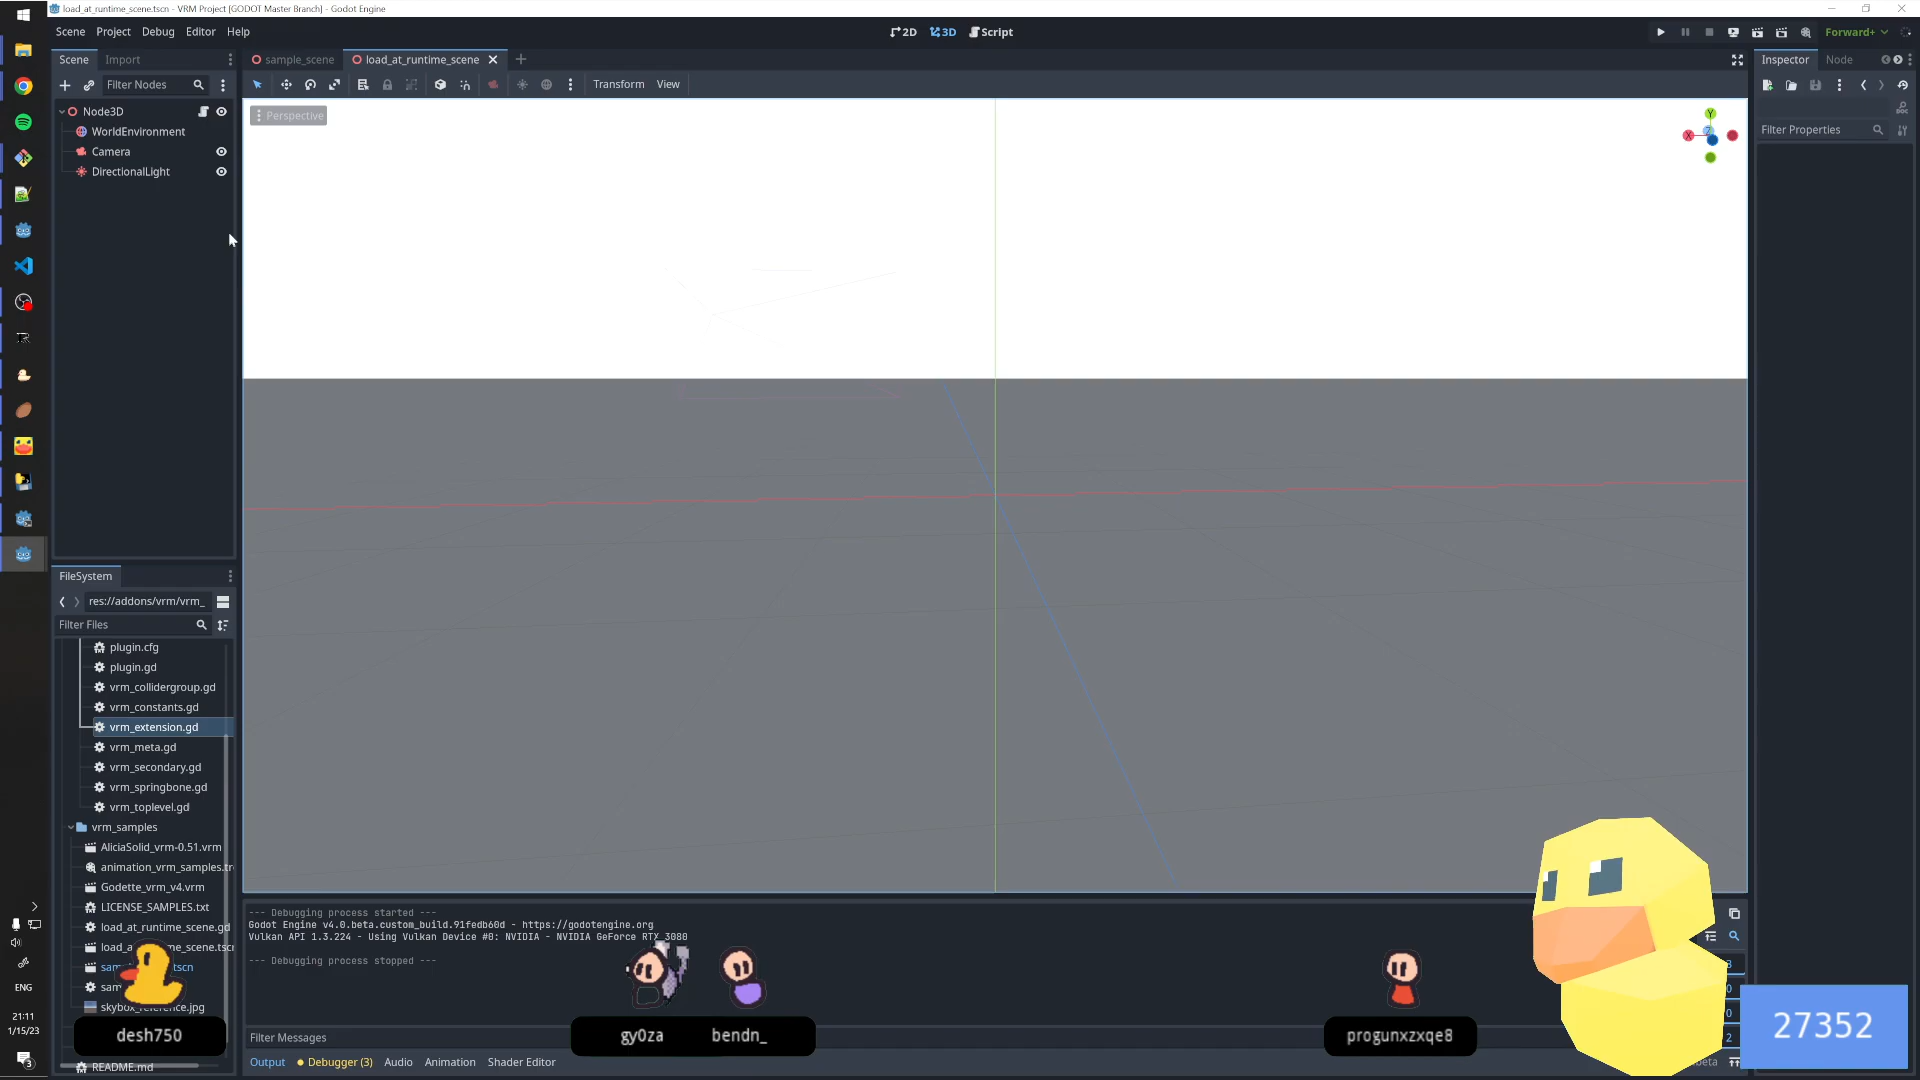 load_at_runtime_scene.tscn - VRM Project [GODOT Master Branch] - Godot Engine
Scene Project Debug Editor Help
2D 3D Script
Forward+
Scene Import
sample_scene load_at_runtime_scene
Inspector Node
Filter Nodes
Transform View
Node3D
WorldEnvironment
Camera
DirectionalLight
Perspective
Y
X
Z
Filter Properties
FileSystem
res://addons/vrm/vrm_
Filter Files
plugin.cfg
plugin.gd
vrm_collidergroup.gd
vrm_constants.gd
vrm_extension.gd
vrm_meta.gd
vrm_secondary.gd
vrm_springbone.gd
vrm_toplevel.gd
vrm_samples
AliciaSolid_vrm-0.51.vrm
animation_vrm_samples.tr
Godette_vrm_v4.vrm
LICENSE_SAMPLES.txt
load_at_runtime_scene.gd
README.md
--- Debugging process started ---
Godot Engine v4.0.beta.custom_build.91fedb60d - https://godotengine.org
Vulkan API 1.3.224 - Using Vulkan Device #0: NVIDIA - NVIDIA GeForce RTX 3080
--- Debugging process stopped ---
Filter Messages
Output Debugger (3) Audio Animation Shader Editor
desh750
gy0za
bendn_
progunxzxqe8
27352
ENG
21:11
1/15/23
3